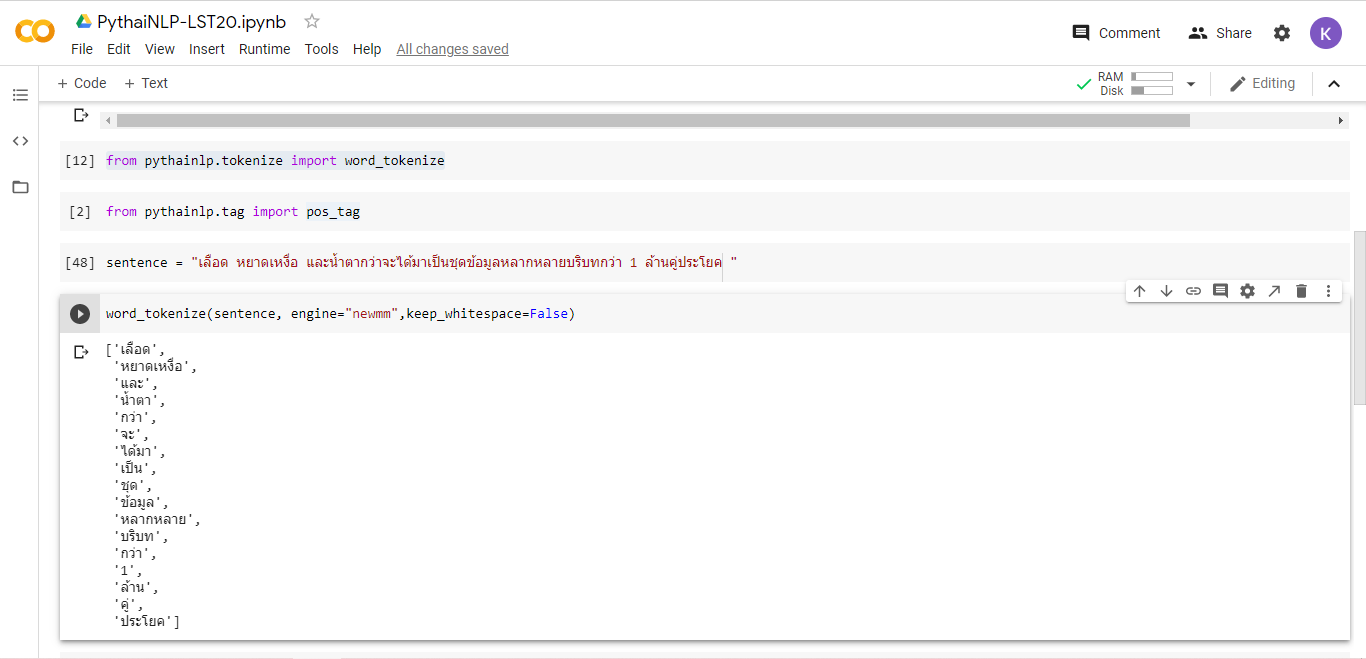 PythaiNLP-LST20.ipynb
File Edit View Insert Runtime Tools Help All changes saved
Comment Share K
+ Code + Text
RAM
Disk
Editing
[12] from pythainlp.tokenize import word_tokenize
[2] from pythainlp.tag import pos_tag
[48] sentence = "เลือด หยาดเหงื่อ และน้ำตากว่าจะได้มาเป็นชุดข้อมูลหลากหลายบริบทกว่า 1 ล้านคู่ประโยค "
word_tokenize(sentence, engine="newmm",keep_whitespace=False)
['เลือด',
'หยาดเหงื่อ',
'และ',
'น้ำตา',
'กว่า',
'จะ',
'ได้มา',
'เป็น',
'ชุด',
'ข้อมูล',
'หลากหลาย',
'บริบท',
'กว่า',
'1',
'ล้าน',
'คู่',
'ประโยค']